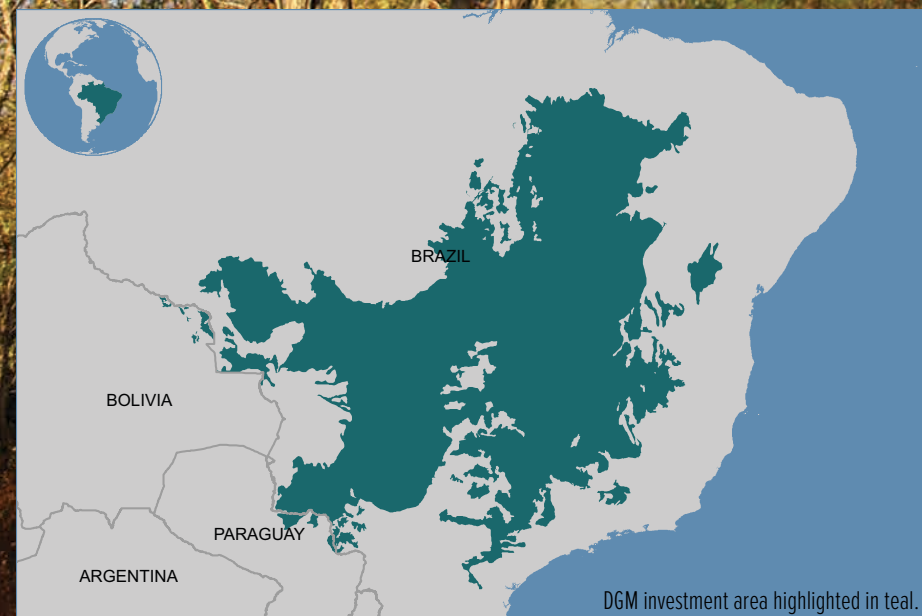 BRAZIL
BOLIVIA
PARAGUAY
ARGENTINA
DGM investment area highlighted in teal.